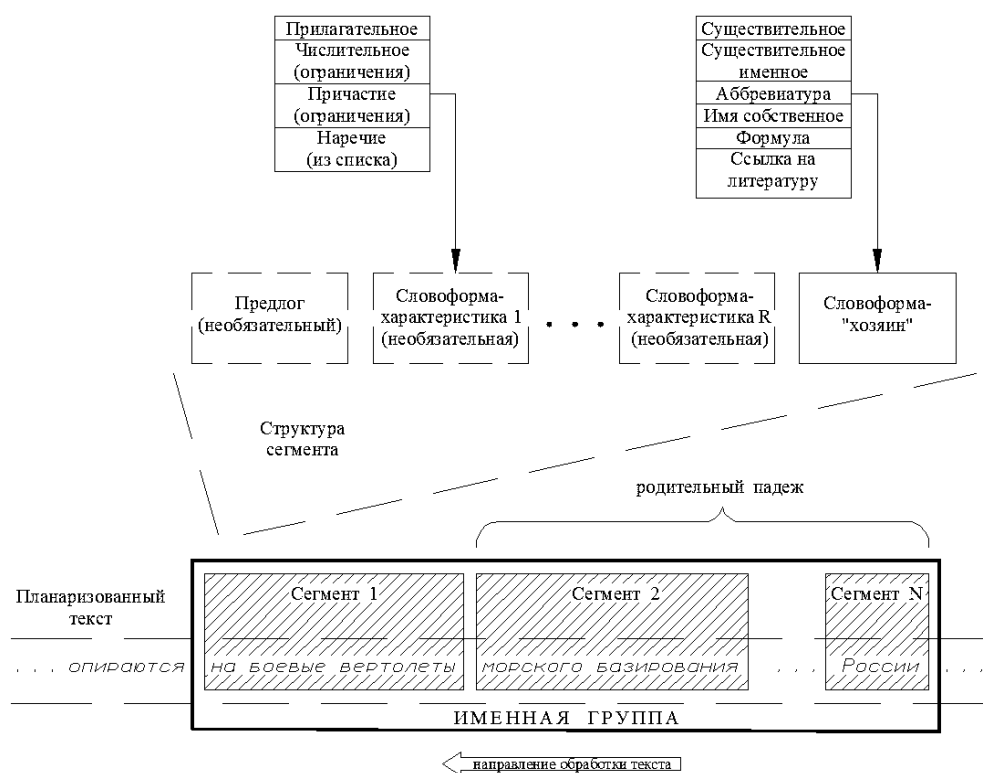 Прилагательное
Числительное
(ограничения)
Причастие
(ограничения)
Наречие
(из списка)
Существительное
Существительное
именное
Аббревиатура
Имя собственное
Формула
Ссылка на
литературу
Предлог
(необязательный)
Словоформа-
характеристика 1
(необязательная)
. . .
Словоформа-
характеристика R
(необязательная)
Словоформа-
"хозяин"
Структура
сегмента
родительный падеж
Планаризованный
текст
Сегмент 1
Сегмент 2
Сегмент N
. . . опираются на боевые вертолеты морского базирования . . . России . . .
ИМЕННАЯ ГРУППА
направление обработки текста